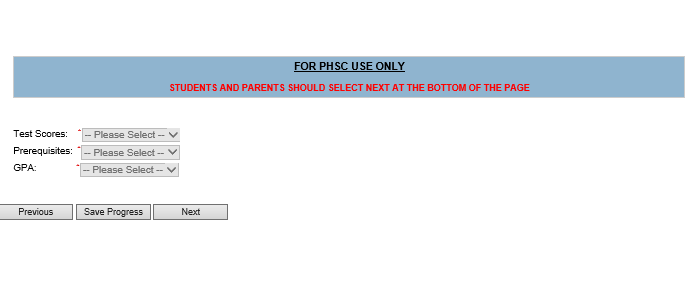 FOR PHSC USE ONLY
STUDENTS AND PARENTS SHOULD SELECT NEXT AT THE BOTTOM OF THE PAGE
Test Scores: *-- Please Select --
Prerequisites: *-- Please Select --
GPA: *-- Please Select --
Previous Save Progress Next